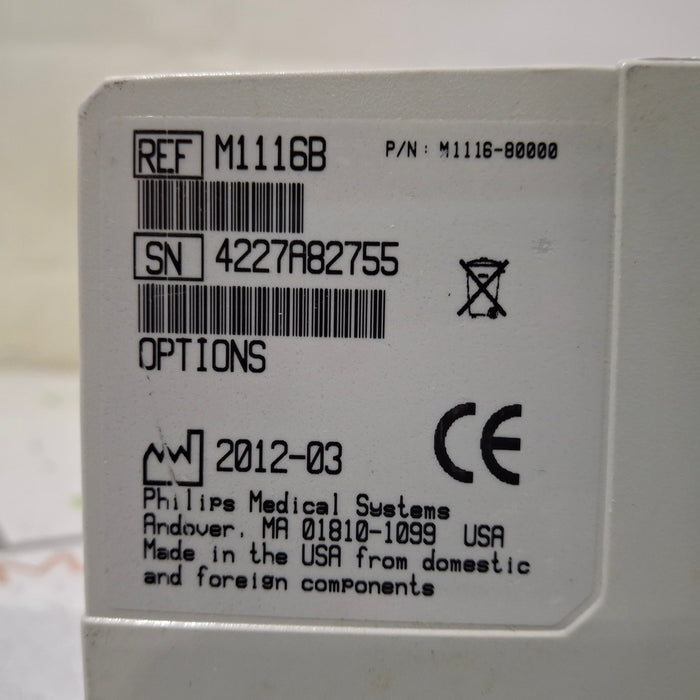 REF M1116B P/N: M1116-80000
SN 4227A82755
OPTIONS
2012-03
CE
Philips Medical Systems
Andover, MA 01810-1099 USA
Made in the USA from domestic
and foreign components